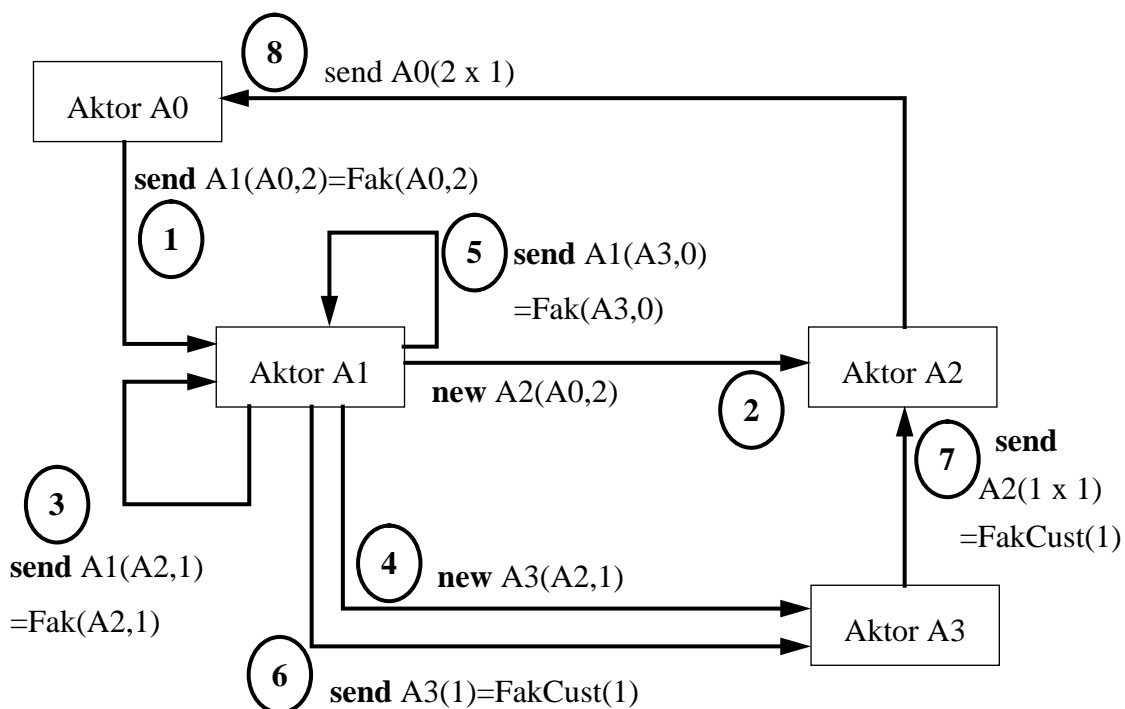 8
send A0(2 x 1)
Aktor A0
send A1(A0,2)=Fak(A0,2)
1
5
send A1(A3,0)
=Fak(A3,0)
Aktor A1
Aktor A2
new A2(A0,2)
2
3
send A1(A2,1)
=Fak(A2,1)
7
send
A2(1 x 1)
=FakCust(1)
4
new A3(A2,1)
Aktor A3
6
send A3(1)=FakCust(1)